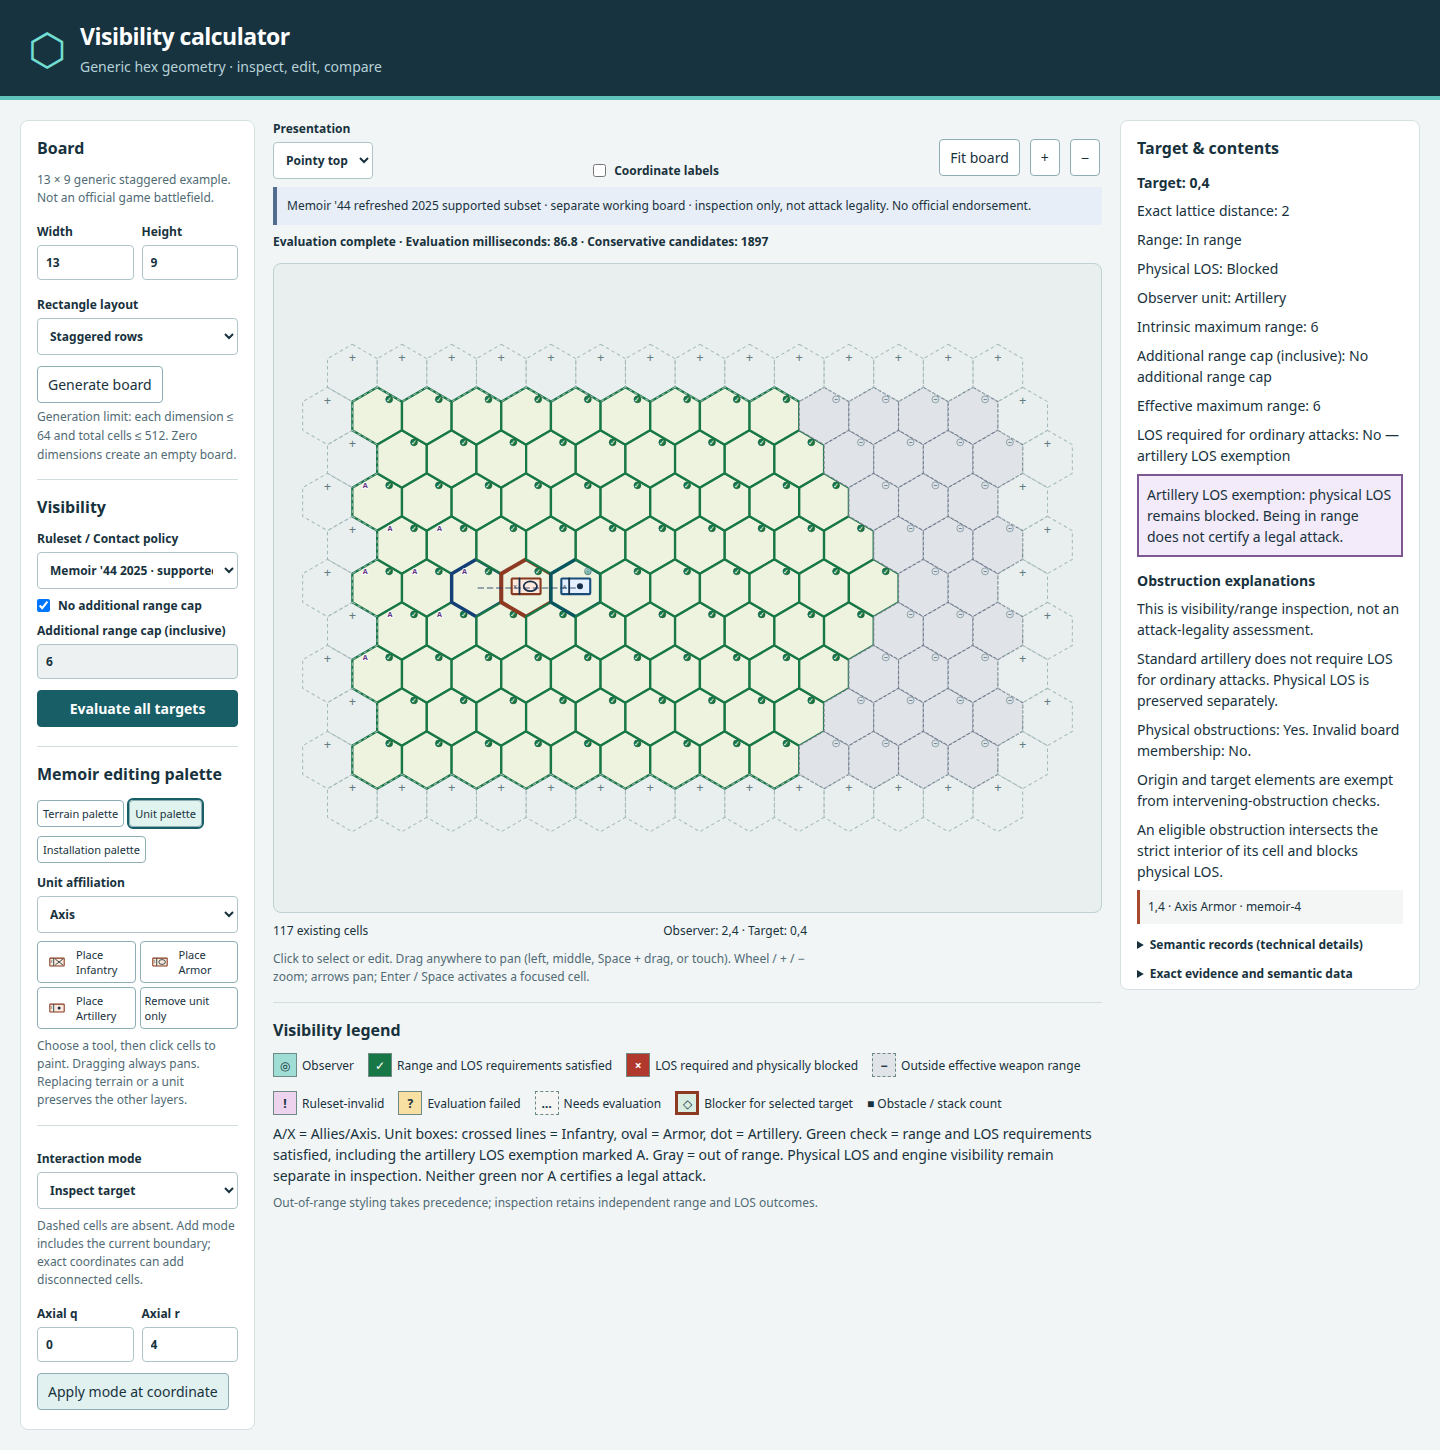 Visibility calculator
Generic hex geometry · inspect, edit, compare
Board
13 × 9 generic staggered example.
Not an official game battlefield.
Width
Height
13
9
Rectangle layout
Staggered rows
Generate board
Generation limit: each dimension ≤
64 and total cells ≤ 512. Zero
dimensions create an empty board.
Visibility
Ruleset / Contact policy
Memoir '44 2025 · supported
No additional range cap
Additional range cap (inclusive)
6
Evaluate all targets
Memoir editing palette
Terrain palette
Unit palette
Installation palette
Unit affiliation
Axis
Place
Infantry
Place
Armor
Place
Artillery
Remove unit
only
Choose a tool, then click cells to
paint. Dragging always pans.
Replacing terrain or a unit
preserves the other layers.
Interaction mode
Inspect target
Dashed cells are absent. Add mode
includes the current boundary;
exact coordinates can add
disconnected cells.
Axial q
Axial r
0
4
Apply mode at coordinate
Presentation
Pointy top
Coordinate labels
Fit board
+
−
Memoir '44 refreshed 2025 supported subset · separate working board · inspection only, not attack legality. No official endorsement.
Evaluation complete · Evaluation milliseconds: 86.8 · Conservative candidates: 1897
A
A A
A A A
A A
A
117 existing cells
Observer: 2,4 · Target: 0,4
Click to select or edit. Drag anywhere to pan (left, middle, Space + drag, or touch). Wheel / + / −
zoom; arrows pan; Enter / Space activates a focused cell.
Visibility legend
◎ Observer
✓ Range and LOS requirements satisfied
× LOS required and physically blocked
− Outside effective weapon range
! Ruleset-invalid
? Evaluation failed
… Needs evaluation
◇ Blocker for selected target
■ Obstacle / stack count
A/X = Allies/Axis. Unit boxes: crossed lines = Infantry, oval = Armor, dot = Artillery. Green check = range and LOS requirements
satisfied, including the artillery LOS exemption marked A. Gray = out of range. Physical LOS and engine visibility remain
separate in inspection. Neither green nor A certifies a legal attack.
Out-of-range styling takes precedence; inspection retains independent range and LOS outcomes.
Target & contents
Target: 0,4
Exact lattice distance: 2
Range: In range
Physical LOS: Blocked
Observer unit: Artillery
Intrinsic maximum range: 6
Additional range cap (inclusive): No
additional range cap
Effective maximum range: 6
LOS required for ordinary attacks: No —
artillery LOS exemption
Artillery LOS exemption: physical LOS
remains blocked. Being in range
does not certify a legal attack.
Obstruction explanations
This is visibility/range inspection, not an
attack-legality assessment.
Standard artillery does not require LOS
for ordinary attacks. Physical LOS is
preserved separately.
Physical obstructions: Yes. Invalid board
membership: No.
Origin and target elements are exempt
from intervening-obstruction checks.
An eligible obstruction intersects the
strict interior of its cell and blocks
physical LOS.
1,4 · Axis Armor · memoir-4
Semantic records (technical details)
Exact evidence and semantic data